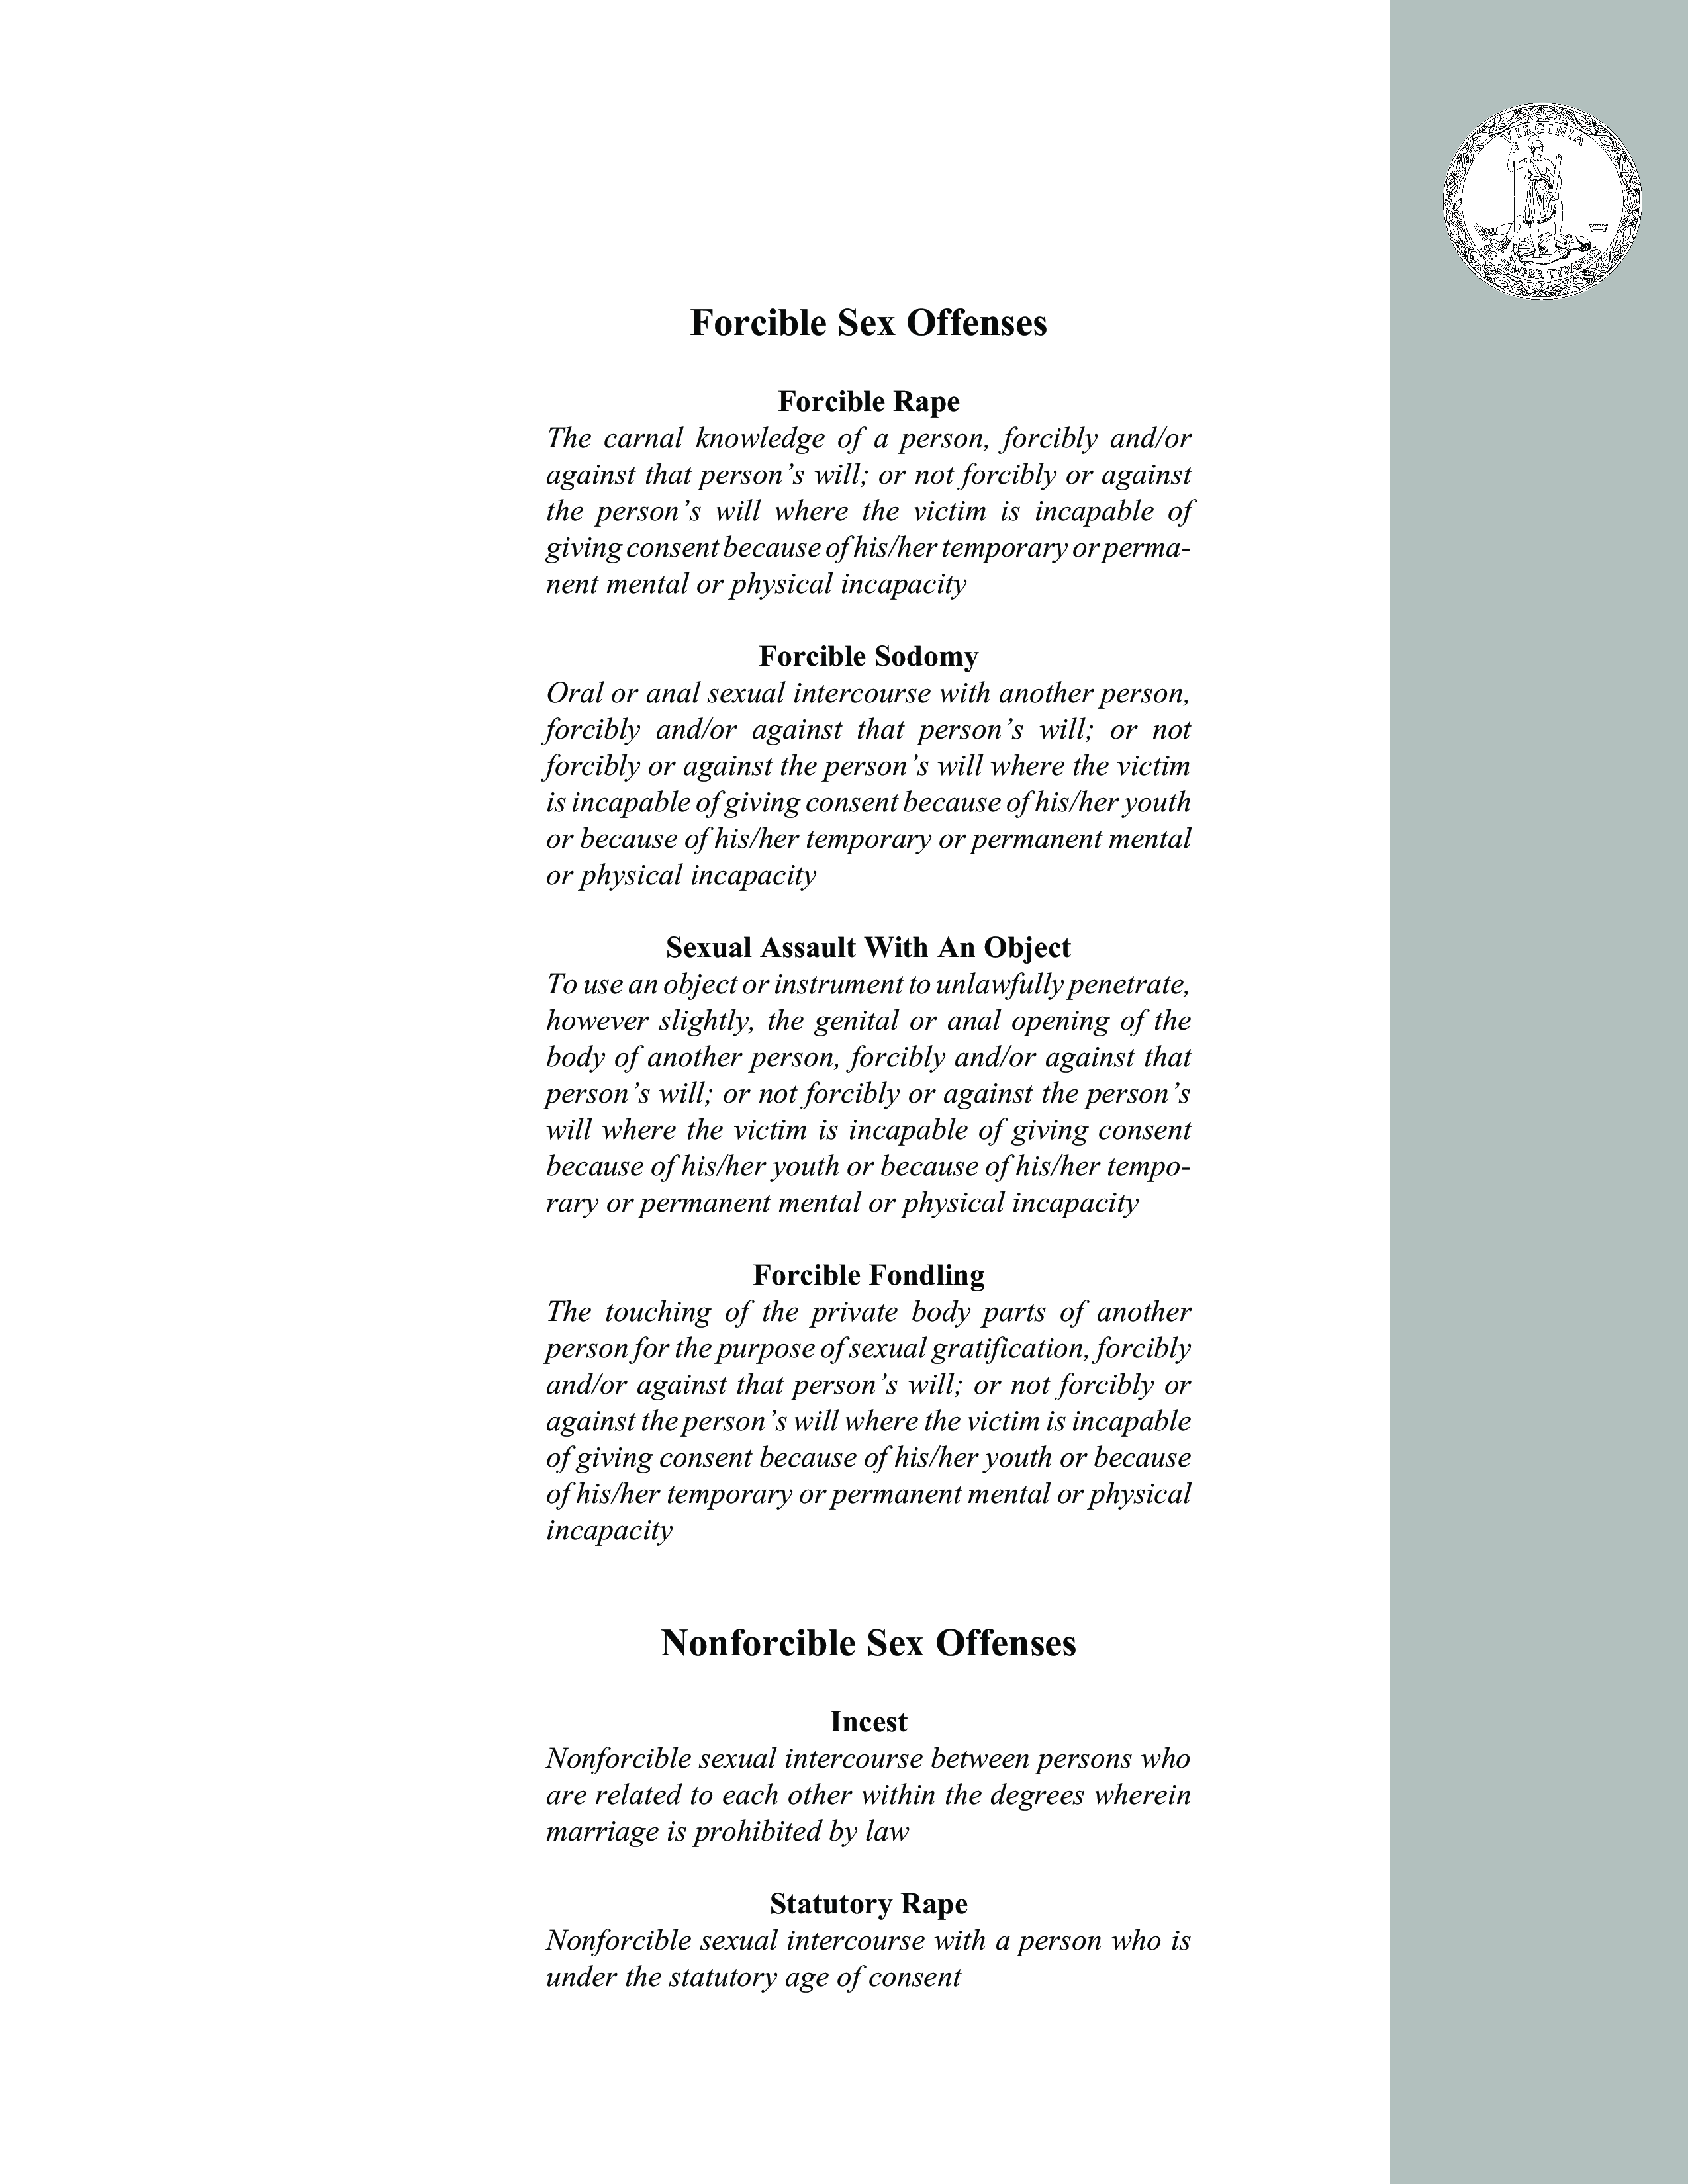 VIRGINIA
SIC SEMPER TYRANNIS
Forcible Sex Offenses
Forcible Rape
The carnal knowledge of a person, forcibly and/or
against that person’s will; or not forcibly or against
the person’s will where the victim is incapable of
giving consent because of his/her temporary or perma-
nent mental or physical incapacity
Forcible Sodomy
Oral or anal sexual intercourse with another person,
forcibly and/or against that person’s will; or not
forcibly or against the person’s will where the victim
is incapable of giving consent because of his/her youth
or because of his/her temporary or permanent mental
or physical incapacity
Sexual Assault With An Object
To use an object or instrument to unlawfully penetrate,
however slightly, the genital or anal opening of the
body of another person, forcibly and/or against that
person’s will; or not forcibly or against the person’s
will where the victim is incapable of giving consent
because of his/her youth or because of his/her tempo-
rary or permanent mental or physical incapacity
Forcible Fondling
The touching of the private body parts of another
person for the purpose of sexual gratification, forcibly
and/or against that person’s will; or not forcibly or
against the person’s will where the victim is incapable
of giving consent because of his/her youth or because
of his/her temporary or permanent mental or physical
incapacity
Nonforcible Sex Offenses
Incest
Nonforcible sexual intercourse between persons who
are related to each other within the degrees wherein
marriage is prohibited by law
Statutory Rape
Nonforcible sexual intercourse with a person who is
under the statutory age of consent